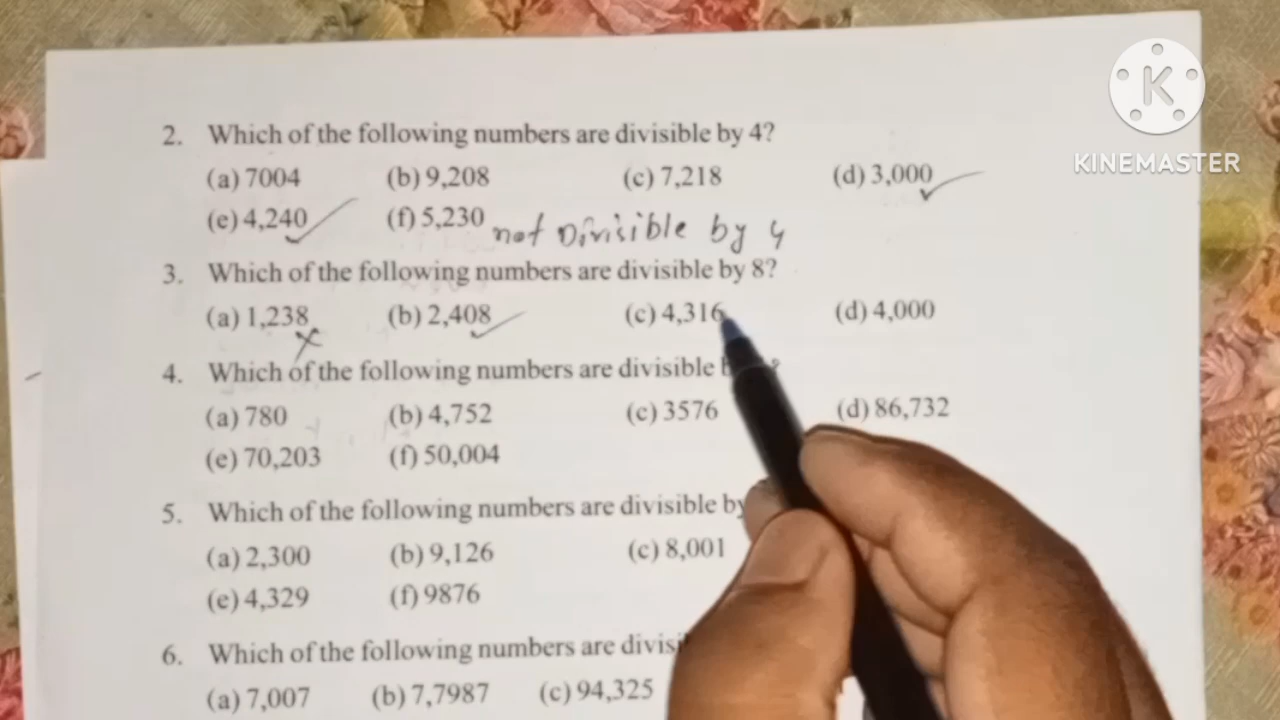 2. Which of the following numbers are divisible by 4?
(a) 7004 (b) 9,208 (c) 7,218 (d) 3,000
(e) 4,240 (f) 5,230 not Divisible by 4
3. Which of the following numbers are divisible by 8?
(a) 1,238 (b) 2,408 (c) 4,316 (d) 4,000
4. Which of the following numbers are divisible
(a) 780 (b) 4,752 (c) 3576 (d) 86,732
(e) 70,203 (f) 50,004
5. Which of the following numbers are divisible by
(a) 2,300 (b) 9,126 (c) 8,001
(e) 4,329 (f) 9876
6. Which of the following numbers are
(a) 7,007 (b) 7,7987 (c) 94,325
K
KINEMASTER